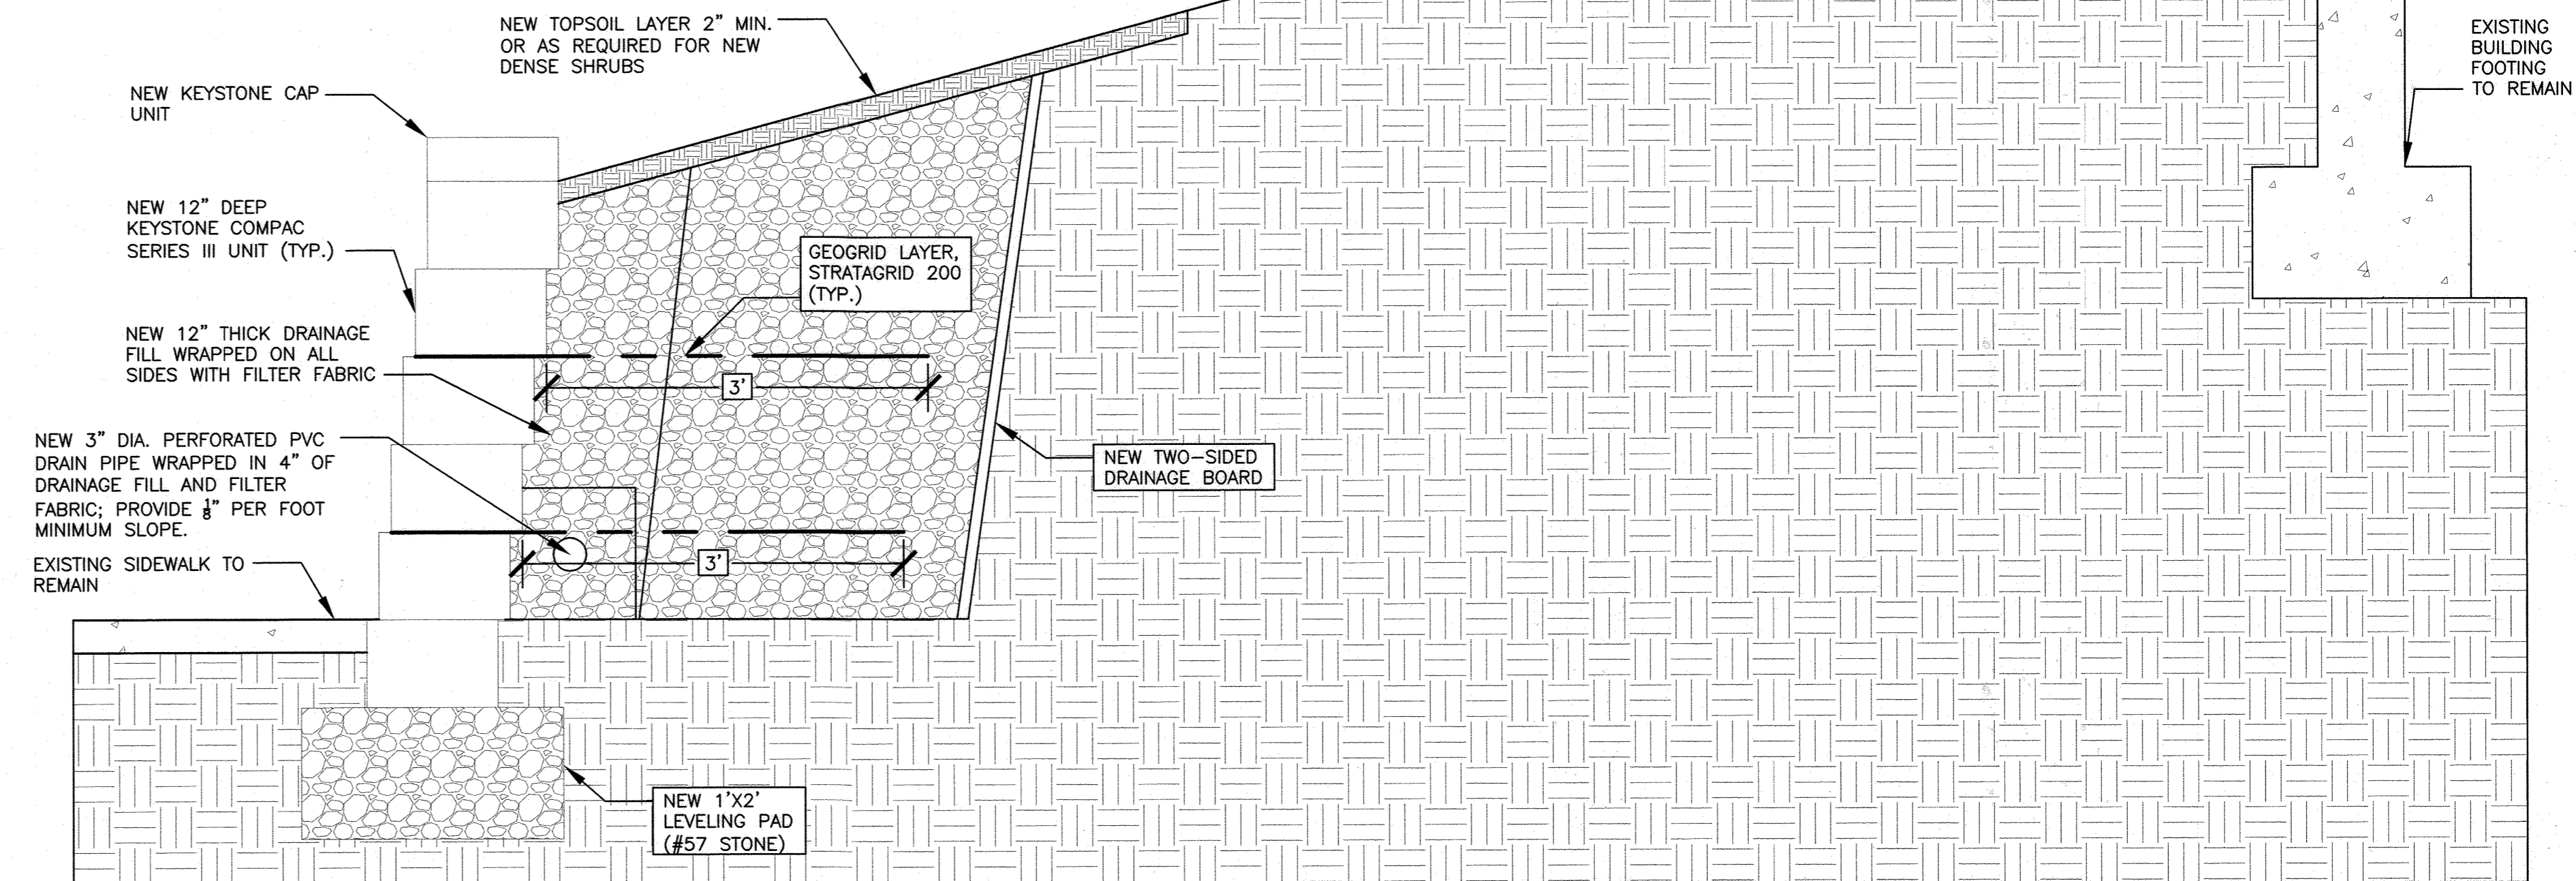 NEW TOPSOIL LAYER 2" MIN.
OR AS REQUIRED FOR NEW
DENSE SHRUBS
EXISTING
BUILDING
FOOTING
TO REMAIN
NEW KEYSTONE CAP
UNIT
NEW 12" DEEP
KEYSTONE COMPAC
SERIES III UNIT (TYP.)
GEOGRID LAYER,
STRATAGRID 200
(TYP.)
NEW 12" THICK DRAINAGE
FILL WRAPPED ON ALL
SIDES WITH FILTER FABRIC
3'
NEW 3" DIA. PERFORATED PVC
DRAIN PIPE WRAPPED IN 4" OF
DRAINAGE FILL AND FILTER
FABRIC; PROVIDE 1/8" PER FOOT
MINIMUM SLOPE.
NEW TWO-SIDED
DRAINAGE BOARD
3'
EXISTING SIDEWALK TO
REMAIN
NEW 1'X2'
LEVELING PAD
(#57 STONE)